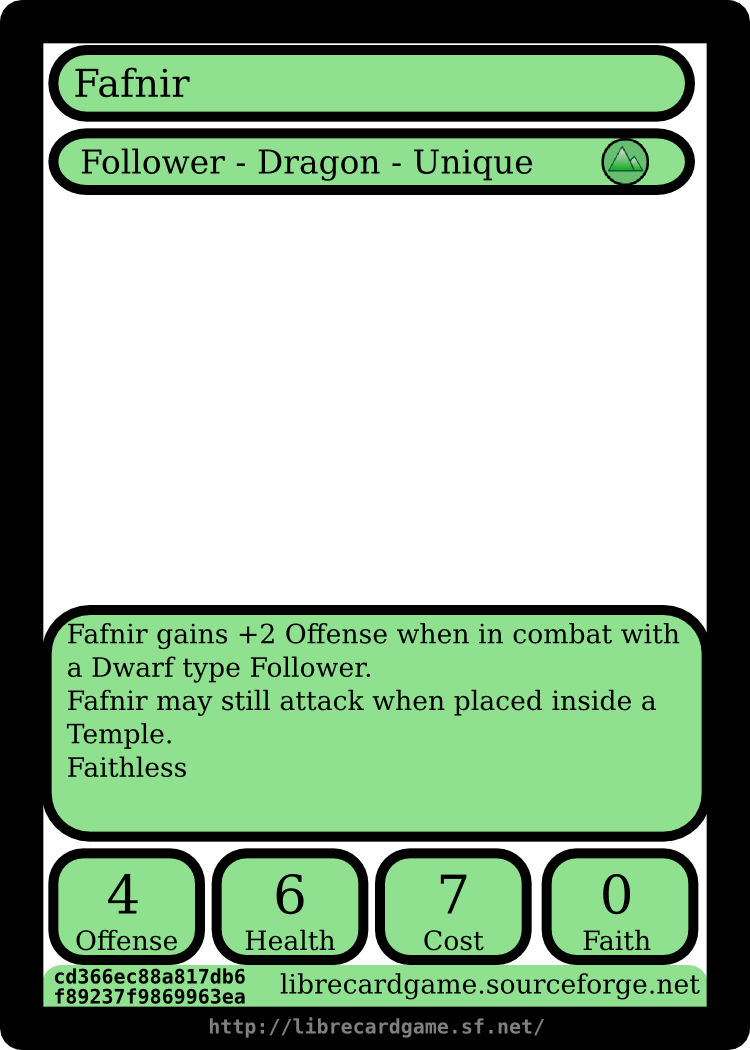 Fafnir
Follower - Dragon - Unique
Fafnir gains +2 Offense when in combat with
a Dwarf type Follower.
Fafnir may still attack when placed inside a
Temple.
Faithless
4
Offense
6
Health
7
Cost
0
Faith
cd366ec88a817db6
f89237f9869963ea
librecardgame.sourceforge.net
http://librecardgame.sf.net/